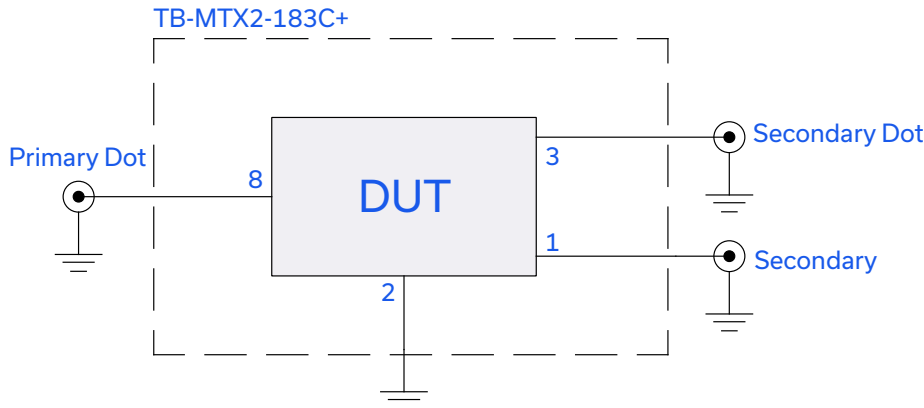 TB-MTX2-183C+
Primary Dot
8
DUT
3
Secondary Dot
1
Secondary
2